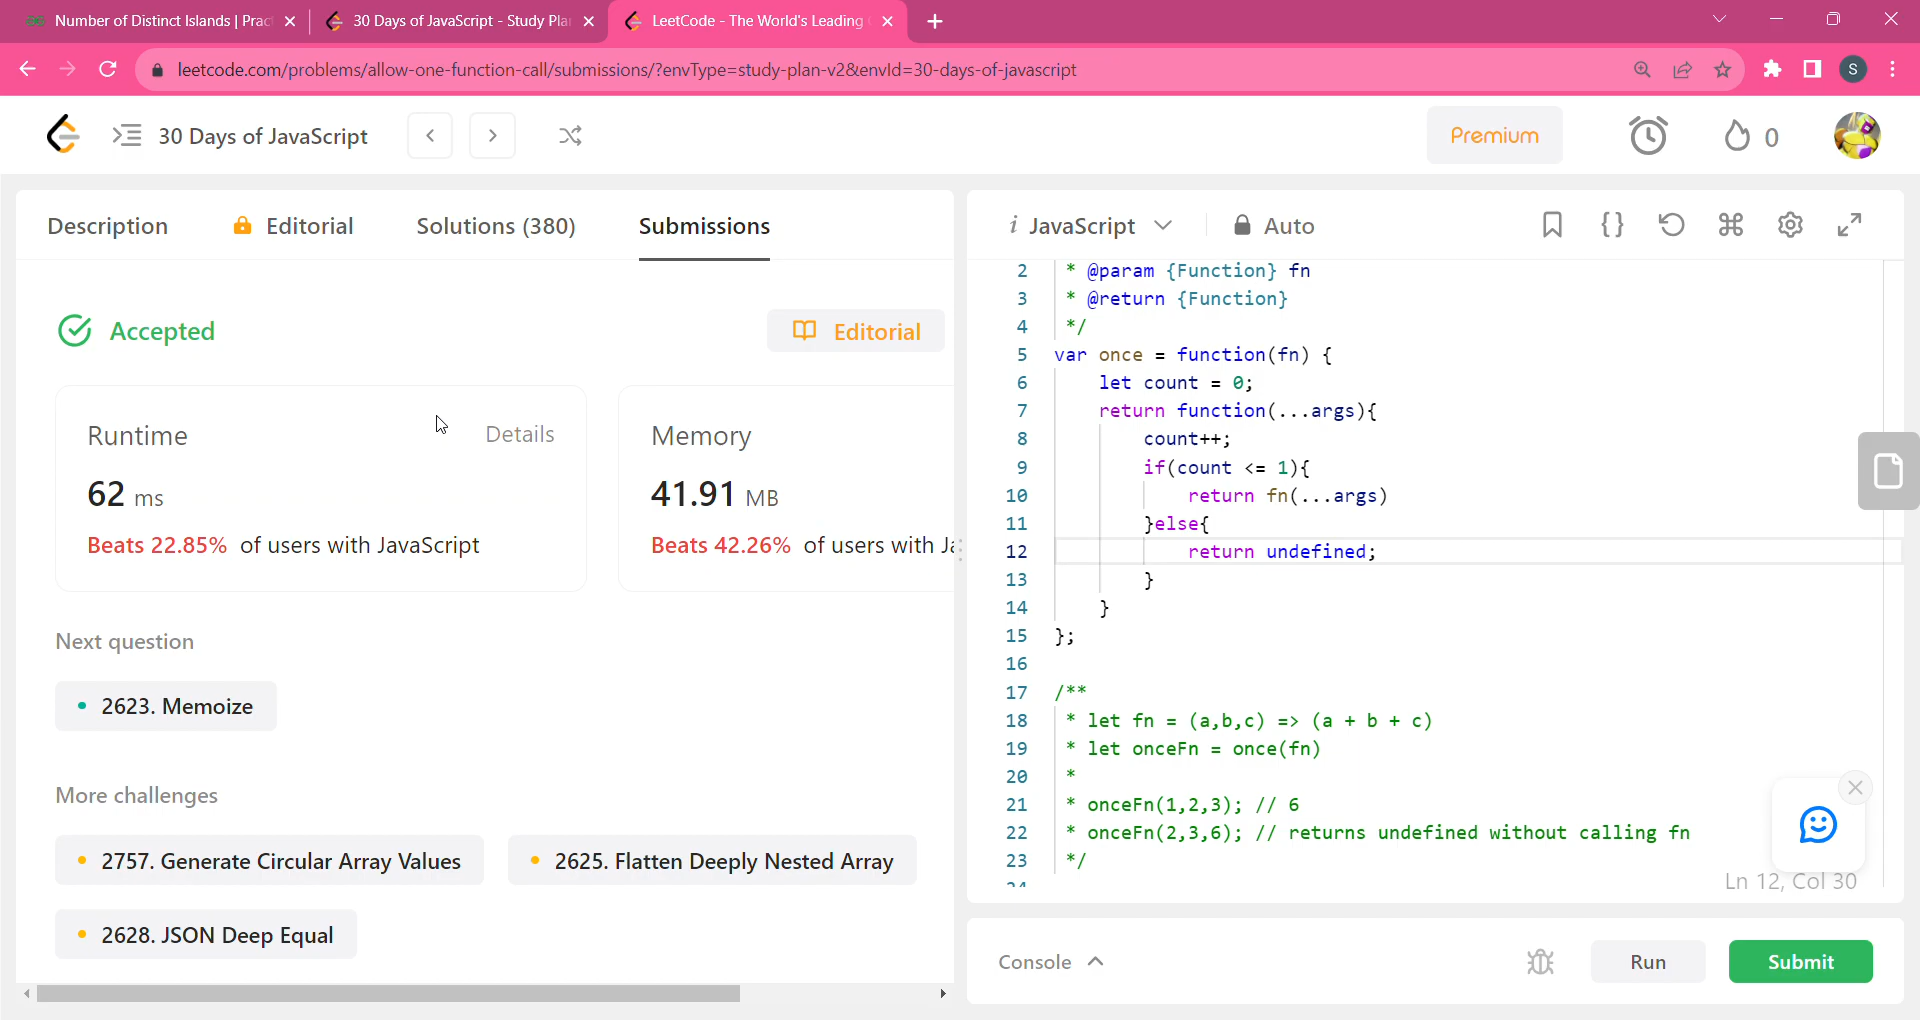 Number of Distinct Islands | Prac
30 Days of JavaScript - Study Pla
LeetCode - The World's Leading
leetcode.com/problems/allow-one-function-call/submissions/?envType=study-plan-v2&envId=30-days-of-javascript
S
30 Days of JavaScript
Premium
0
Description
Editorial
Solutions (380)
Submissions
Accepted
Editorial
Runtime
Details
62 ms
Beats 22.85% of users with JavaScript
Memory
41.91 MB
Beats 42.26% of users with Ja
Next question
2623. Memoize
More challenges
2757. Generate Circular Array Values
2625. Flatten Deeply Nested Array
2628. JSON Deep Equal
i JavaScript
Auto
2 * @param {Function} fn
3 * @return {Function}
4 */
5 var once = function(fn) {
6 let count = 0;
7 return function(...args){
8 count++;
9 if(count <= 1){
10 return fn(...args)
11 }else{
12 return undefined;
13 }
14 }
15 };
16
17 /**
18 * let fn = (a,b,c) => (a + b + c)
19 * let onceFn = once(fn)
20 *
21 * onceFn(1,2,3); // 6
22 * onceFn(2,3,6); // returns undefined without calling fn
23 */
Ln 12, Col 30
Console
Run
Submit